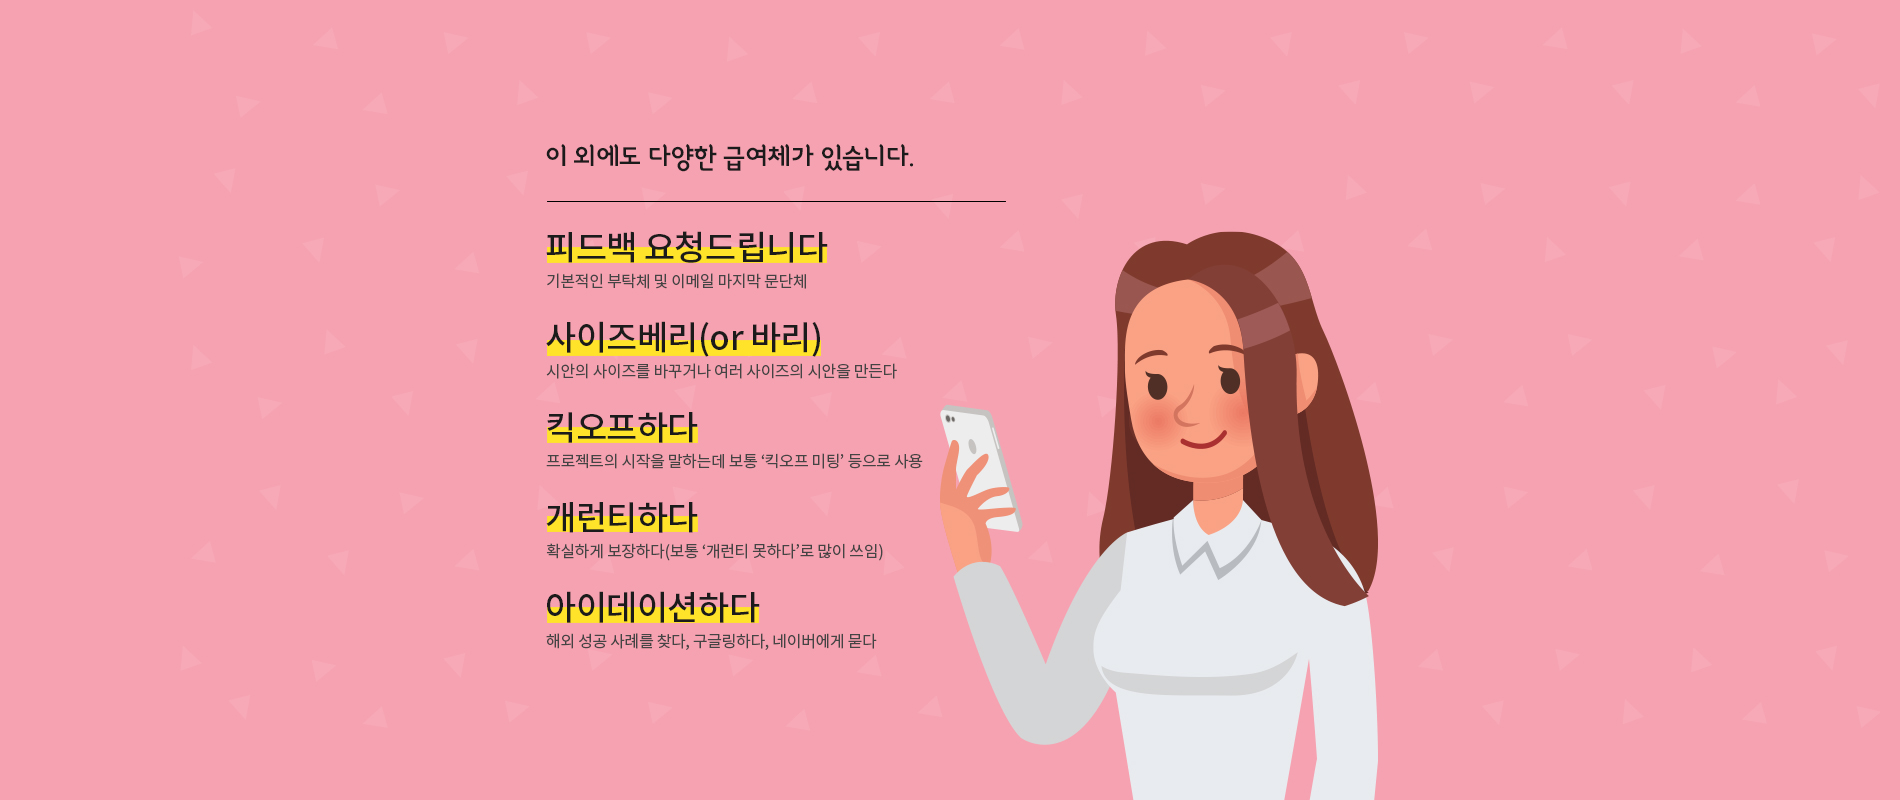 이 외에도 다양한 급여체가 있습니다.
피드백 요청드립니다
기본적인 부탁체 및 이메일 마지막 문단체
사이즈베리(or 바리)
시안의 사이즈를 바꾸거나 여러 사이즈의 시안을 만든다
킥오프하다
프로젝트의 시작을 말하는데 보통 ‘킥오프 미팅’ 등으로 사용
개런티하다
확실하게 보장하다(보통 ‘개런티 못하다’로 많이 쓰임)
아이데이션하다
해외 성공 사례를 찾다, 구글링하다, 네이버에게 묻다